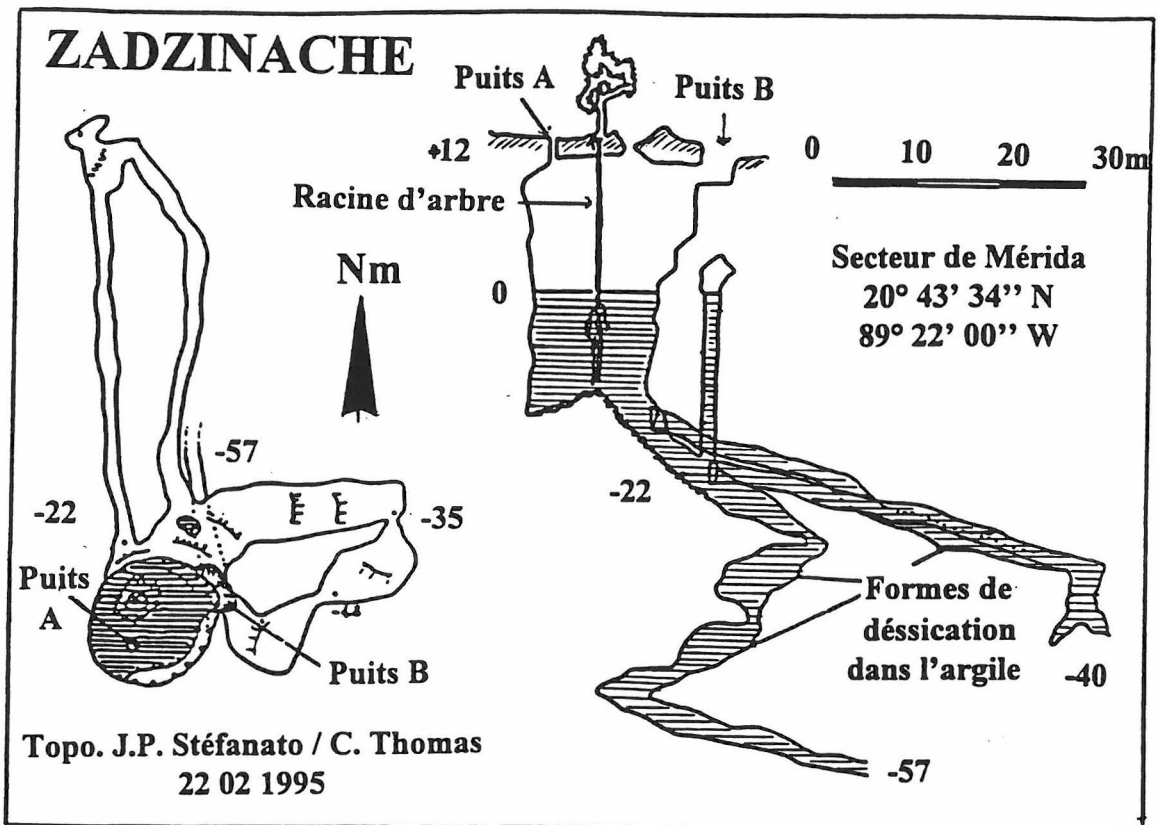 ZADZINACHE
Puits A
Puits B
+12
0 10 20 30m
Racine d'arbre
Nm
0
Secteur de Mérida
20° 43' 34'' N
89° 22' 00'' W
-57
-22
-35
-22
Puits
A
Puits B
Formes de
déssication
dans l'argile
-40
-57
Topo. J.P. Stéfanato / C. Thomas
22 02 1995